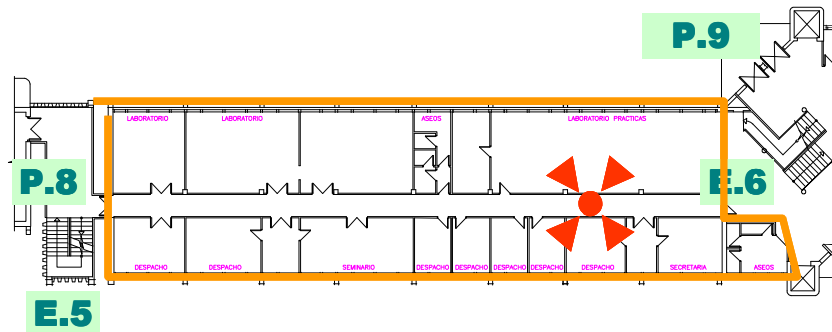 P.9
LABORATORIO LABORATORIO ASEOS LABORATORIO PRACTICAS
P.8 E.6
DESPACHO DESPACHO SEMINARIO DESPACHO DESPACHO DESPACHO DESPACHO DESPACHO SECRETARIA ASEOS
E.5